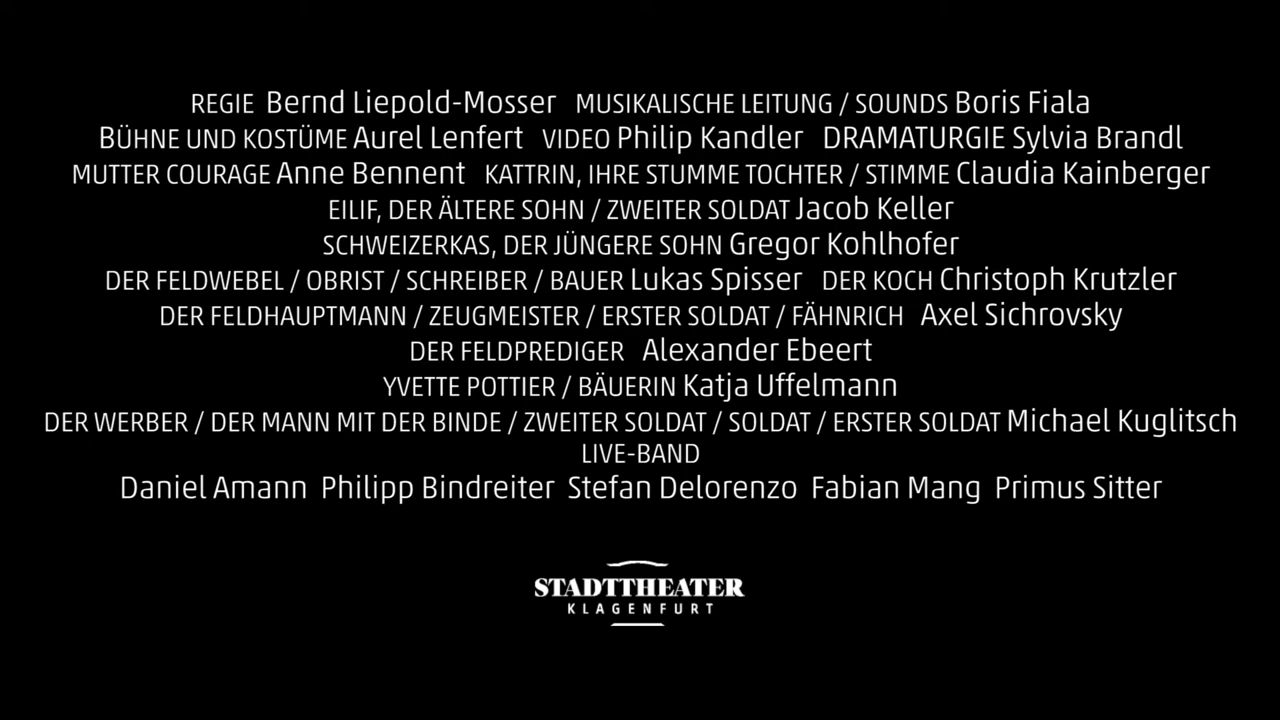 REGIE Bernd Liepold-Mosser MUSIKALISCHE LEITUNG / SOUNDS Boris Fiala
BÜHNE UND KOSTÜME Aurel Lenfert VIDEO Philip Kandler DRAMATURGIE Sylvia Brandl
MUTTER COURAGE Anne Bennent KATTRIN, IHRE STUMME TOCHTER / STIMME Claudia Kainberger
EILIF, DER ÄLTERE SOHN / ZWEITER SOLDAT Jacob Keller
SCHWEIZERKAS, DER JÜNGERE SOHN Gregor Kohlhofer
DER FELDWEBEL / OBRIST / SCHREIBER / BAUER Lukas Spisser DER KOCH Christoph Krutzler
DER FELDHAUPTMANN / ZEUGMEISTER / ERSTER SOLDAT / FÄHNRICH Axel Sichrovsky
DER FELDPREDIGER Alexander Ebeert
YVETTE POTTIER / BÄUERIN Katja Uffelmann
DER WERBER / DER MANN MIT DER BINDE / ZWEITER SOLDAT / SOLDAT / ERSTER SOLDAT Michael Kuglitsch
LIVE-BAND
Daniel Amann Philipp Bindreiter Stefan Delorenzo Fabian Mang Primus Sitter
STADTTHEATER
KLAGENFURT